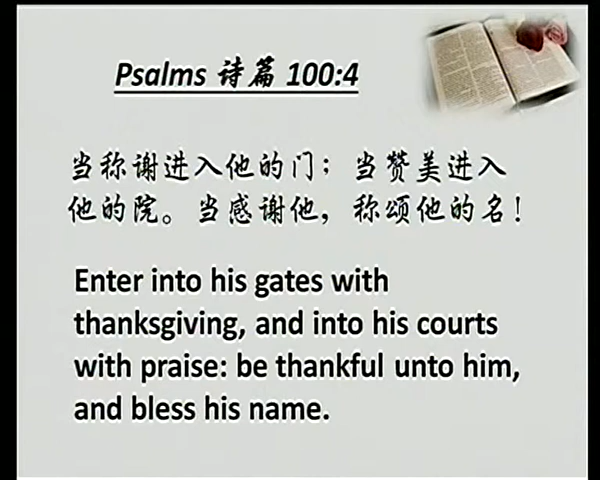 Psalms 诗篇 100:4
当称谢进入他的门；当赞美进入
他的院。当感谢他，称颂他的名！
Enter into his gates with
thanksgiving, and into his courts
with praise: be thankful unto him,
and bless his name.